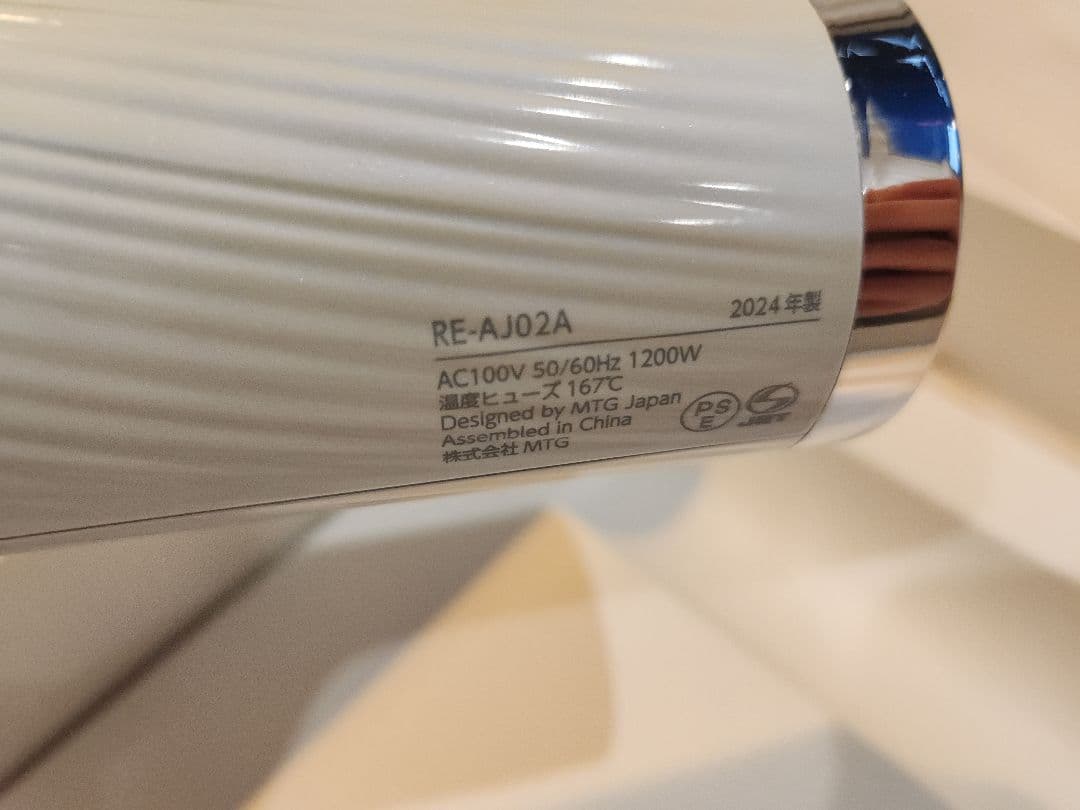 RE-AJ02A 2024年製
AC100V 50/60Hz 1200W
温度ヒューズ 167℃
Designed by MTG Japan
Assembled in China
株式会社 MTG
PS
E
JET